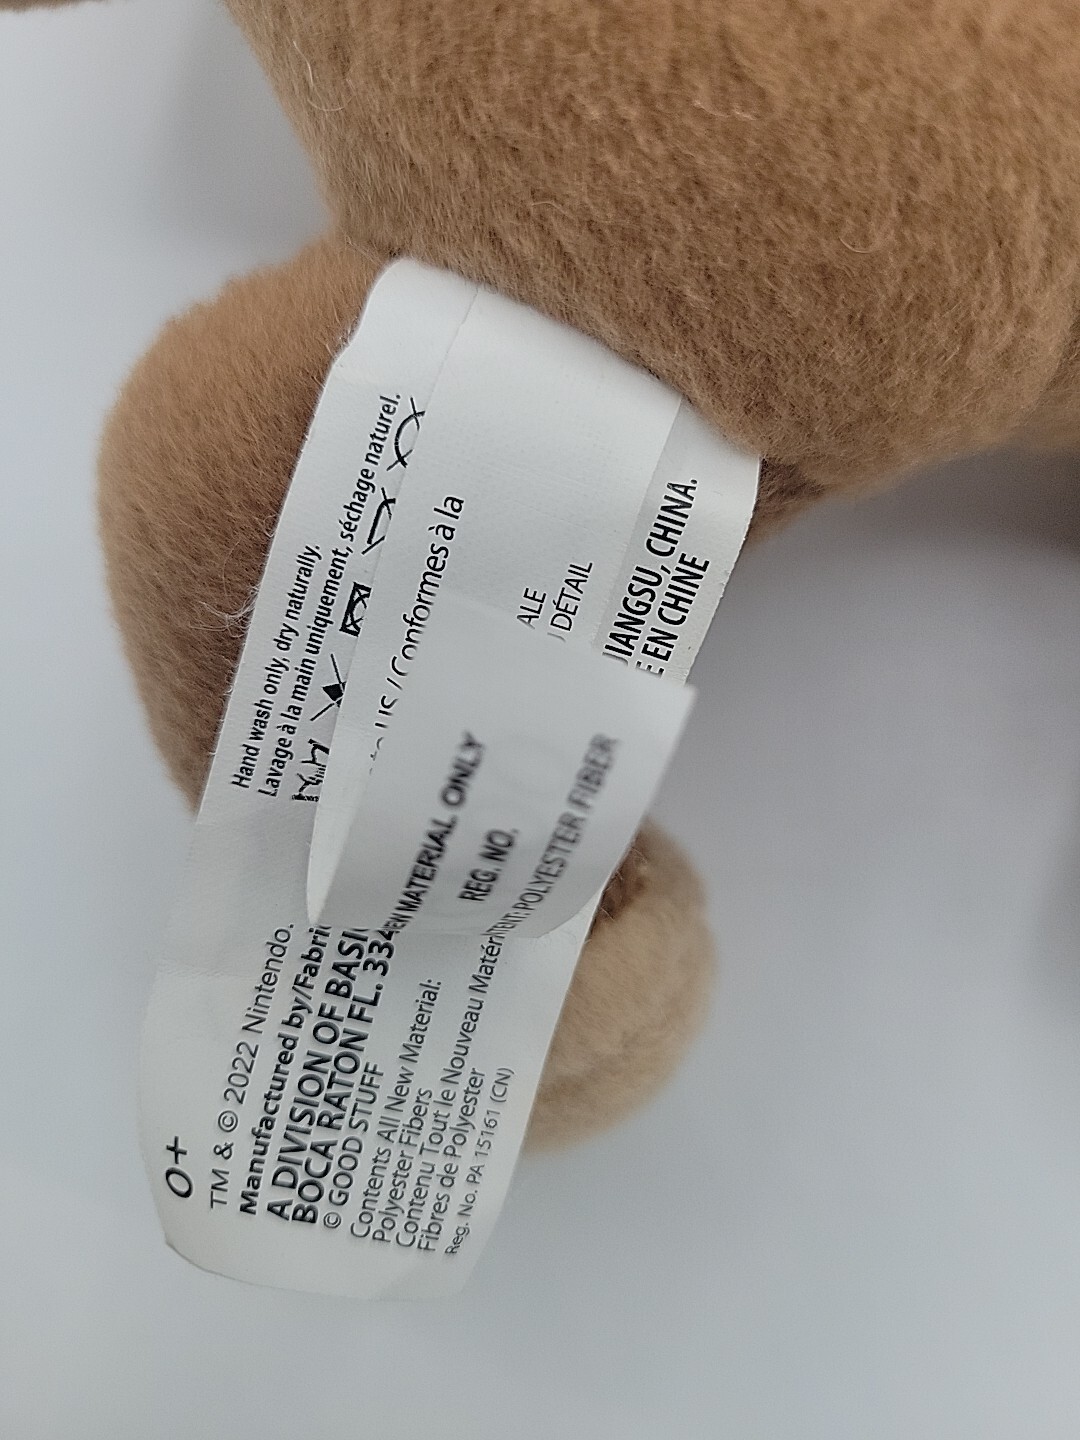 0+
TM & © 2022 Nintendo.
Manufactured by/Fabri
A DIVISION OF BASI
BOCA RATON FL. 334
© GOOD STUFF
Contents All New Material:
Polyester Fibers
Contenu Tout le Nouveau Matér
Fibres de Polyester
Reg. No. PA 15161 (CN)
Hand wash only, dry naturally.
Lavage à la main uniquement, séchage naturel.
US / Conformes à la
ALE
DÉTAIL
JIANGSU, CHINA.
E EN CHINE
MATERIAL ONLY
REG. NO.
ENT: POLYESTER FIBER